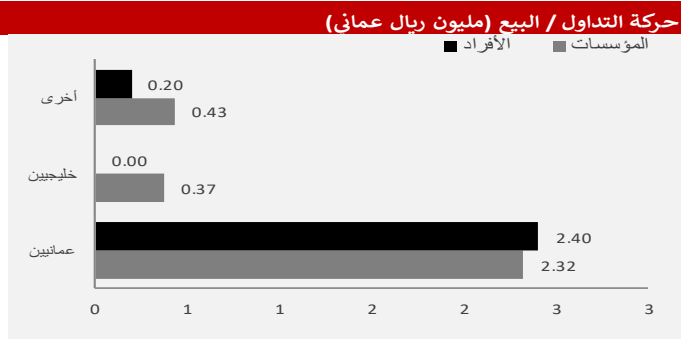 حركة التداول / البيع (مليون ريال عماني)
المؤسسات الأفراد
أخرى
0.20
0.43
خليجيين
0.00
0.37
عمانيين
2.40
2.32
0 1 1 2 2 3 3